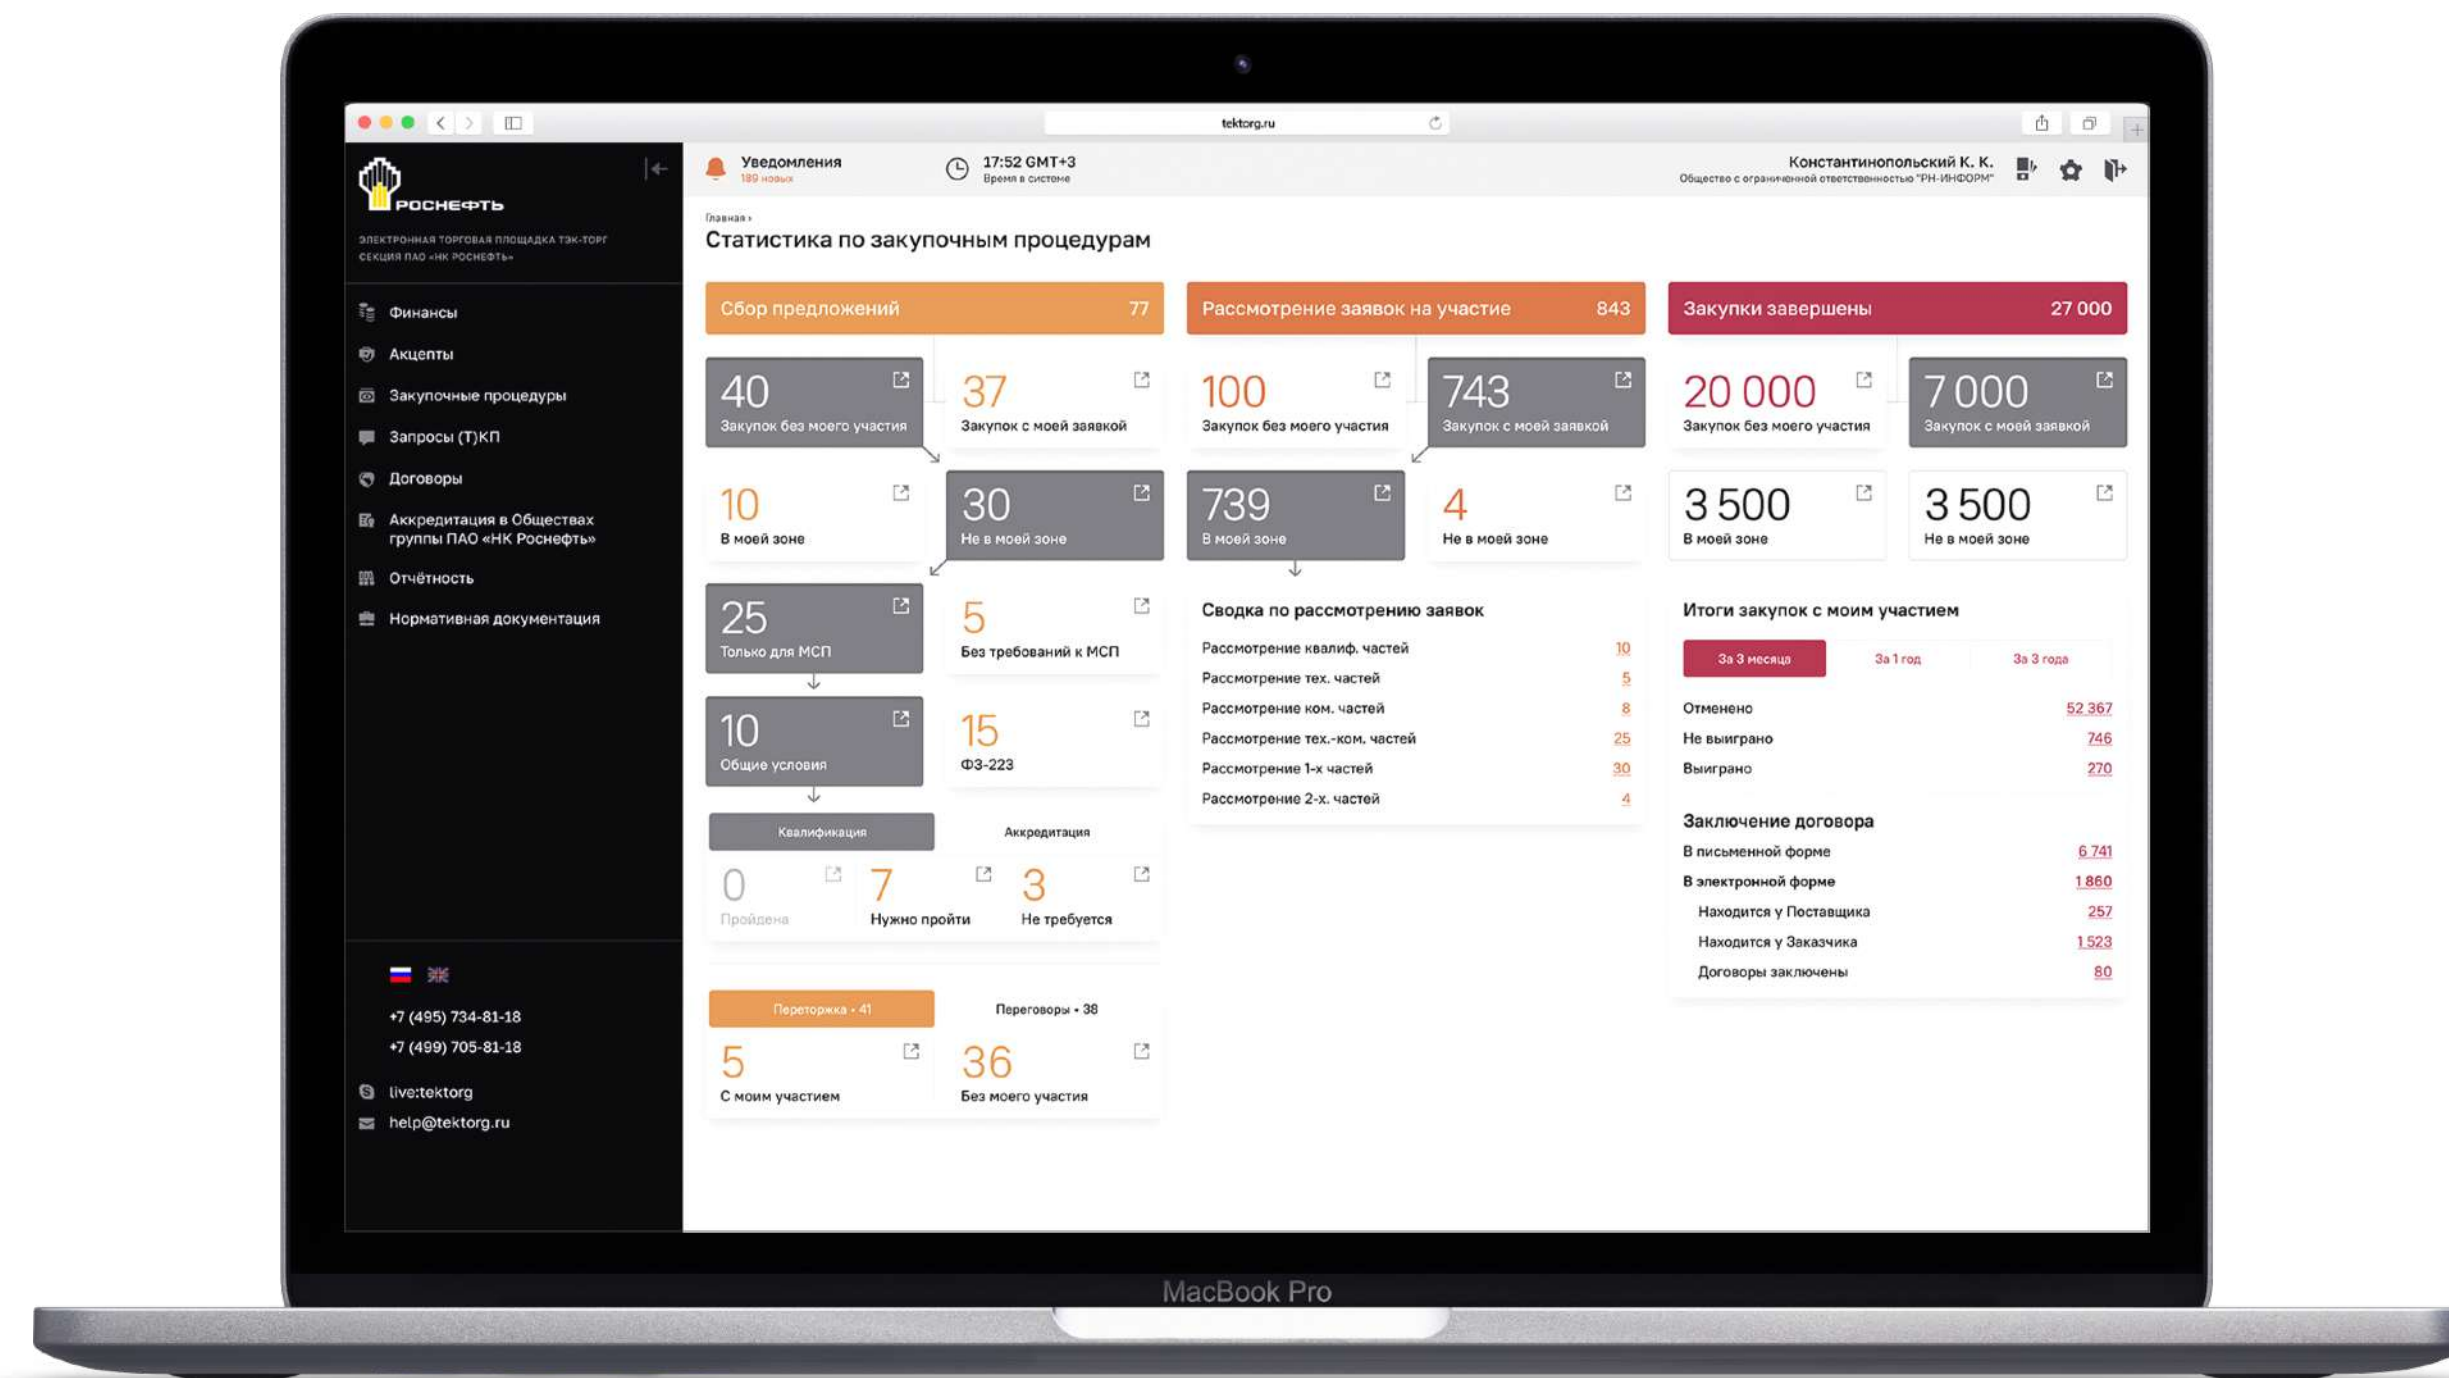 tektorg.ru
РОСНЕФТЬ
ЭЛЕКТРОННАЯ ТОРГОВАЯ ПЛОЩАДКА ТЭК-ТОРГ
СЕКЦИЯ ПАО «НК РОСНЕФТЬ»
Финансы
Акцепты
Закупочные процедуры
Запросы (Т)КП
Договоры
Аккредитация в Обществах
группы ПАО «НК Роснефть»
Отчётность
Нормативная документация
+7 (495) 734-81-18
+7 (499) 705-81-18
live:tektorg
help@tektorg.ru
Уведомления
189 новых
17:52 GMT+3
Время в системе
Константинопольский К. К.
Общество с ограниченной ответственностью "РН-ИНФОРМ"
Главная ›
Статистика по закупочным процедурам
Сбор предложений 77
40 37
Закупок без моего участия Закупок с моей заявкой
10 30
В моей зоне Не в моей зоне
25 5
Только для МСП Без требований к МСП
10 15
Общие условия ФЗ-223
Квалификация Аккредитация
0 7 3
Пройдена Нужно пройти Не требуется
Переторжка • 41 Переговоры • 38
5 36
С моим участием Без моего участия
Рассмотрение заявок на участие 843
100 743
Закупок без моего участия Закупок с моей заявкой
739 4
В моей зоне Не в моей зоне
Сводка по рассмотрению заявок
Рассмотрение квалиф. частей 10
Рассмотрение тех. частей 5
Рассмотрение ком. частей 8
Рассмотрение тех.-ком. частей 25
Рассмотрение 1-х частей 30
Рассмотрение 2-х. частей 4
Закупки завершены 27 000
20 000 7 000
Закупок без моего участия Закупок с моей заявкой
3 500 3 500
В моей зоне Не в моей зоне
Итоги закупок с моим участием
За 3 месяца За 1 год За 3 года
Отменено 52 367
Не выиграно 746
Выиграно 270
Заключение договора
В письменной форме 6 741
В электронной форме 1 860
Находится у Поставщика 257
Находится у Заказчика 1 523
Договоры заключены 80
MacBook Pro